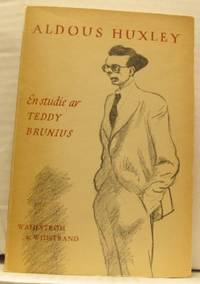 ALDOUS HUXLEY
En studie av
TEDDY
BRUNIUS
WAHLSTRÖM
& WIDSTRAND